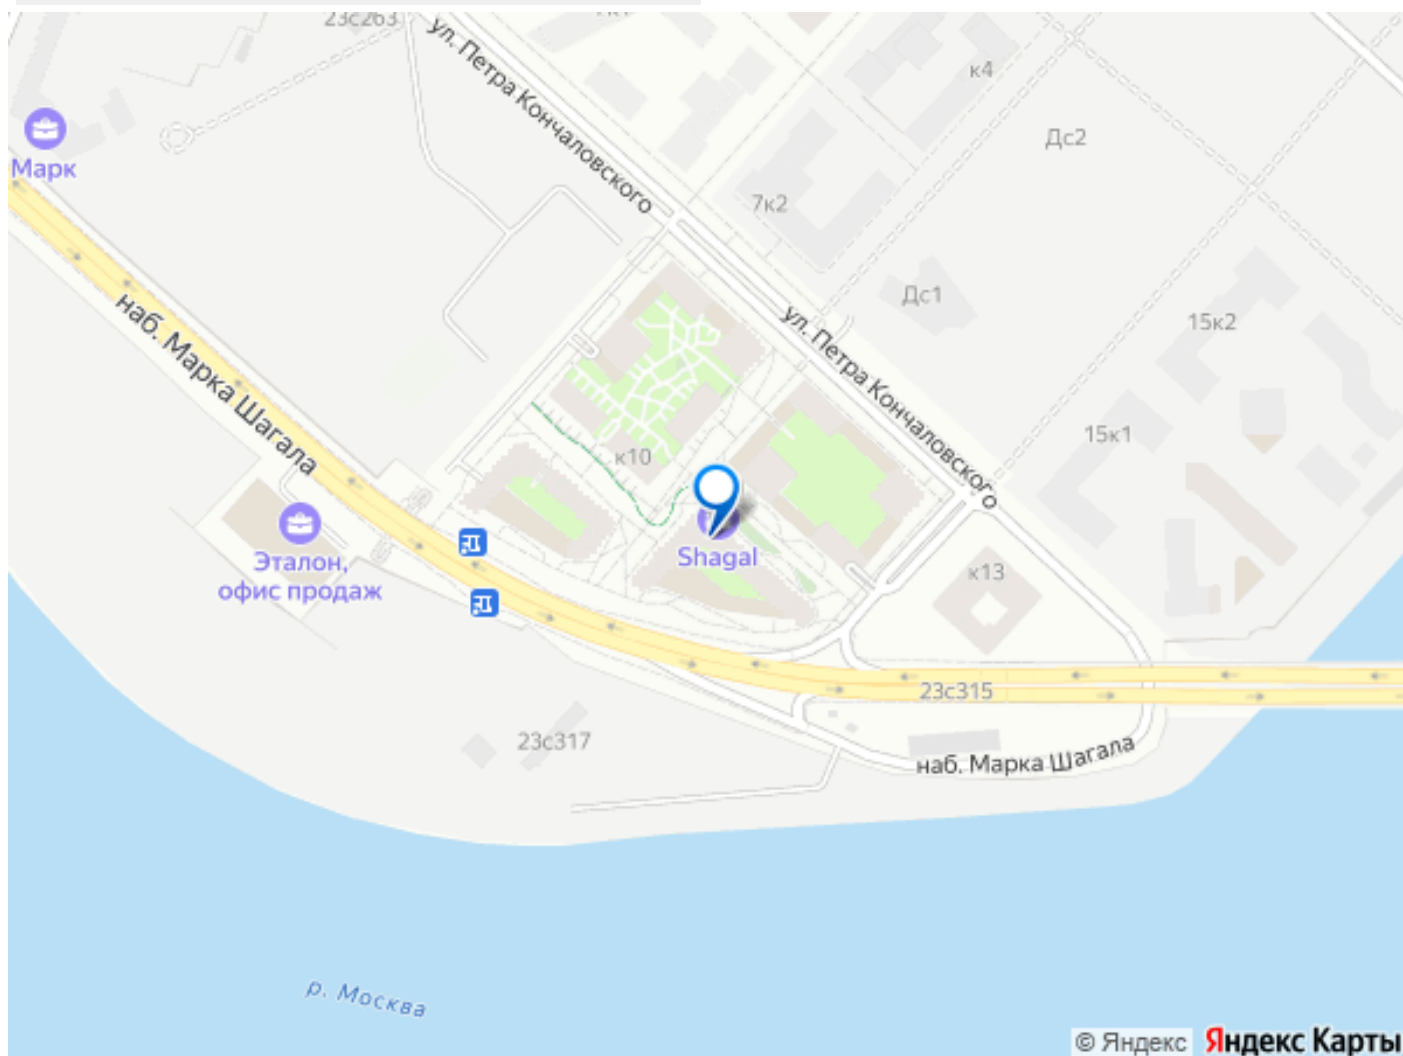 23с263
ул. Петра Кончаловского
к4
Марк
Дс2
7к2
Дс1
ул. Петра Кончаловского
15к2
наб. Марка Шагала
15к1
к10
Shagal
Эталон,
офис продаж
к13
23с315
23с317
наб. Марка Шагала
р. Москва
© Яндекс Яндекс Карты